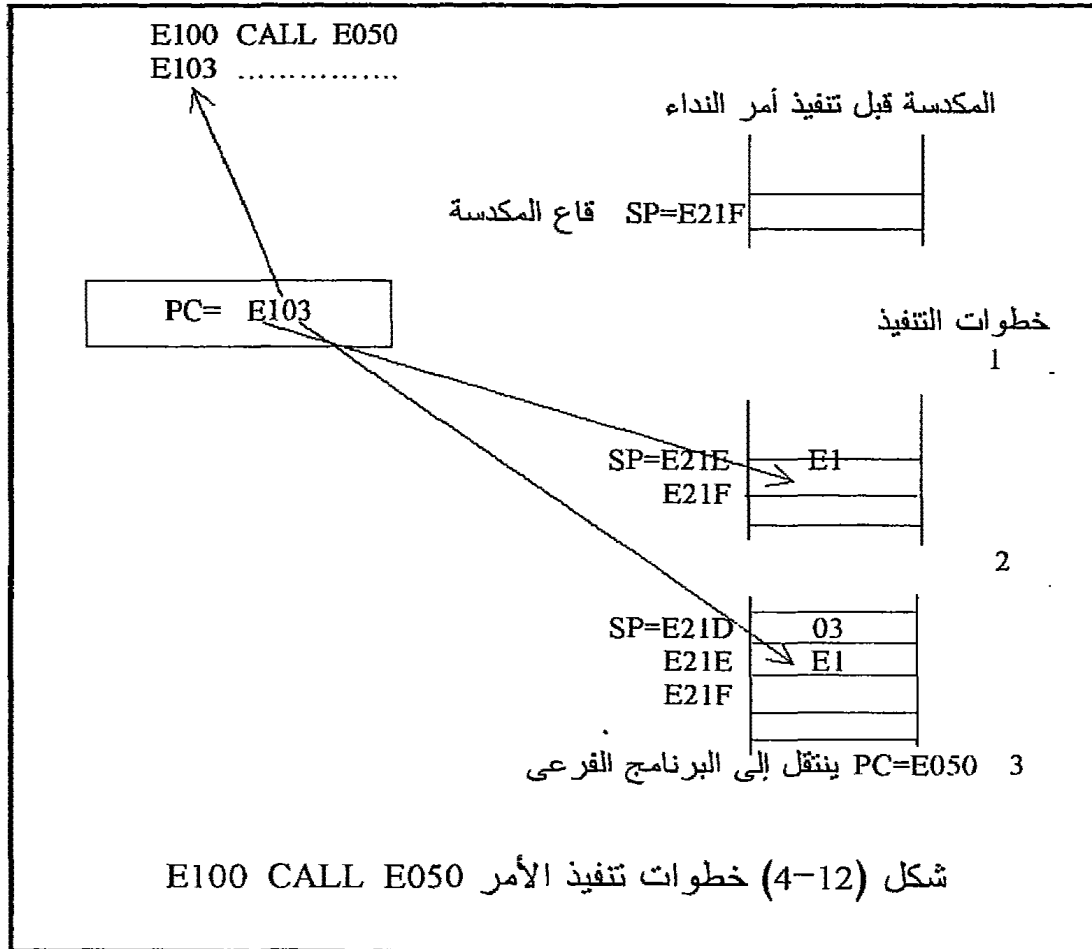 E100 CALL E050
E103 ................
المكدسة قبل تنفيذ أمر النداء
SP=E21F قاع المكدسة
PC= E103
خطوات التنفيذ
1
SP=E21E E1
E21F
2
SP=E21D 03
E21E E1
E21F
3 PC=E050 ينتقل إلى البرنامج الفرعى
شكل (4-12) خطوات تنفيذ الأمر E100 CALL E050